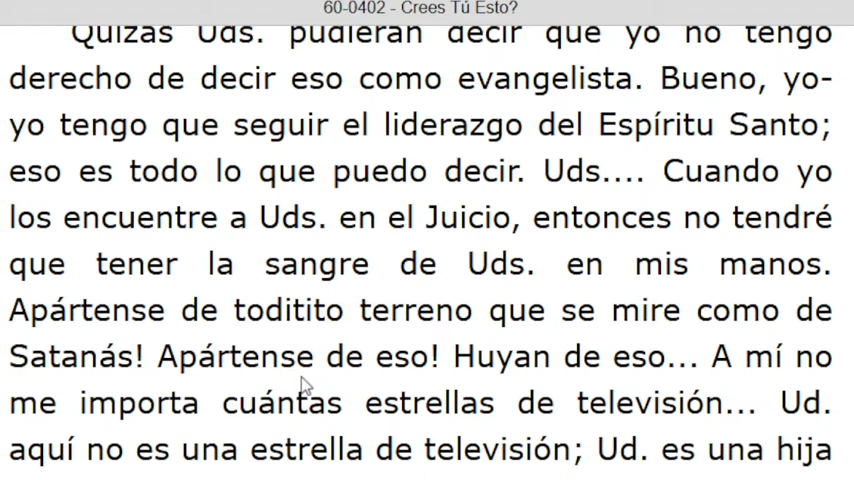 60-0402 - Crees Tú Esto?
Quizás Uds. pudieran decir que yo no tengo
derecho de decir eso como evangelista. Bueno, yo-
yo tengo que seguir el liderazgo del Espíritu Santo;
eso es todo lo que puedo decir. Uds.... Cuando yo
los encuentre a Uds. en el Juicio, entonces no tendré
que tener la sangre de Uds. en mis manos.
Apártense de toditito terreno que se mire como de
Satanás! Apártense de eso! Huyan de eso... A mí no
me importa cuántas estrellas de televisión... Ud.
aquí no es una estrella de televisión; Ud. es una hija